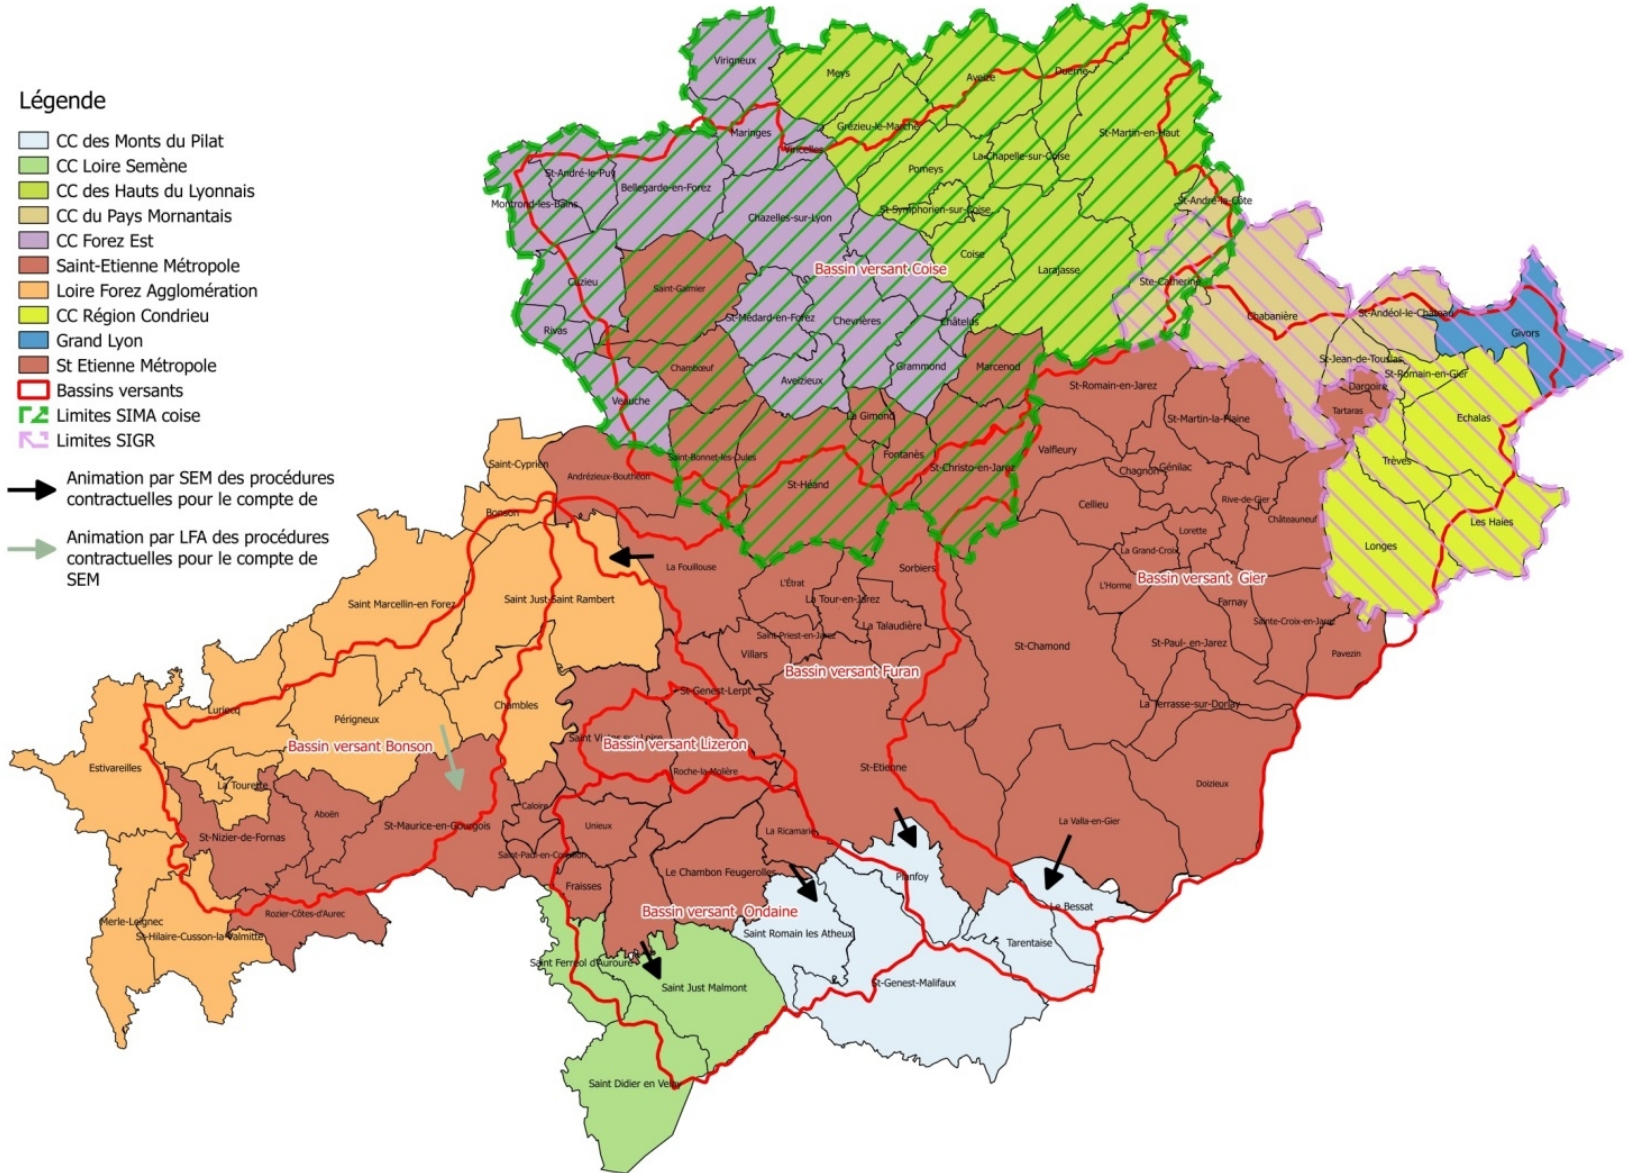 Légende
CC des Monts du Pilat
CC Loire Semène
CC des Hauts du Lyonnais
CC du Pays Mornantais
CC Forez Est
Saint-Etienne Métropole
Loire Forez Agglomération
CC Région Condrieu
Grand Lyon
St Etienne Métropole
Bassins versants
Limites SIMA coise
Limites SIGR
Animation par SEM des procédures
contractuelles pour le compte de
Animation par LFA des procédures
contractuelles pour le compte de
SEM
Virigneux
Meys
Aveize
Duerne
Maringes
Grézieu-le-Marché
St-Martin-en-Haut
Viricelles
La-Chapelle-sur-Coise
St-André-le-Puy
Bellegarde-en-Forez
Pomeys
Montrond-les-Bains
Chazelles-sur-Lyon
St-Symphorien-sur-Coise
St-André-la-Côte
Coise
Larajasse
Bassin versant Coise
Cuzieu
Saint-Galmier
Ste-Catherine
Rivas
St-Médard-en-Forez
Chevrières
Châtelus
Chabanière
St-Andéol-le-Château
Givors
Chambœuf
Aveizieux
Grammond
Marcenod
St-Jean-de-Touslas
St-Romain-en-Gier
St-Romain-en-Jarez
Dargoire
Veauche
La Gimond
St-Martin-la-Plaine
Tartaras
Echalas
Saint-Cyprien
Andrézieux-Bouthéon
Saint-Bonnet-les-Oules
Fontanès
St-Christo-en-Jarez
Valfleury
Chagnon
Génilac
Trèves
St-Héand
Cellieu
Rive-de-Gier
Bonson
Châteauneuf
Les Haies
Lorette
La Grand-Croix
Longes
La Fouillouse
Sorbiers
L'Étrat
L'Horme
Bassin versant Gier
Saint Marcellin en Forez
Saint Just-Saint Rambert
La Tour-en-Jarez
Farnay
La Talaudière
Sainte-Croix-en-Jarez
Saint-Priest-en-Jarez
Villars
St-Chamond
St-Paul- en-Jarez
Pavezin
Bassin versant Furan
St-Genest-Lerpt
Luriecq
Périgneux
Chambles
La Terrasse-sur-Dorlay
Bassin versant Bonson
Bassin versant Lizeron
Estivareilles
St-Etienne
Roche-la-Molière
La Tourette
Doizieux
Aboën
Caloire
St-Nizier-de-Fornas
St-Maurice-en-Gourgois
Unieux
La Ricamarie
La Valla-en-Gier
Fraisses
Le Chambon Feugerolles
Planfoy
Le Bessat
Merle-Leignec
Rozier-Côtes-d'Aurec
Bassin versant Ondaine
St-Hilaire-Cusson-la-Valmitte
Saint Romain les Atheux
Tarentaise
Saint Ferréol d'Auroure
Saint Just Malmont
St-Genest-Malifaux
Saint Didier en Velay